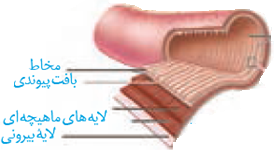 مخاط
بافت پیوندی
لایه‌های ماهیچه‌ای
لایهٔ بیرونی